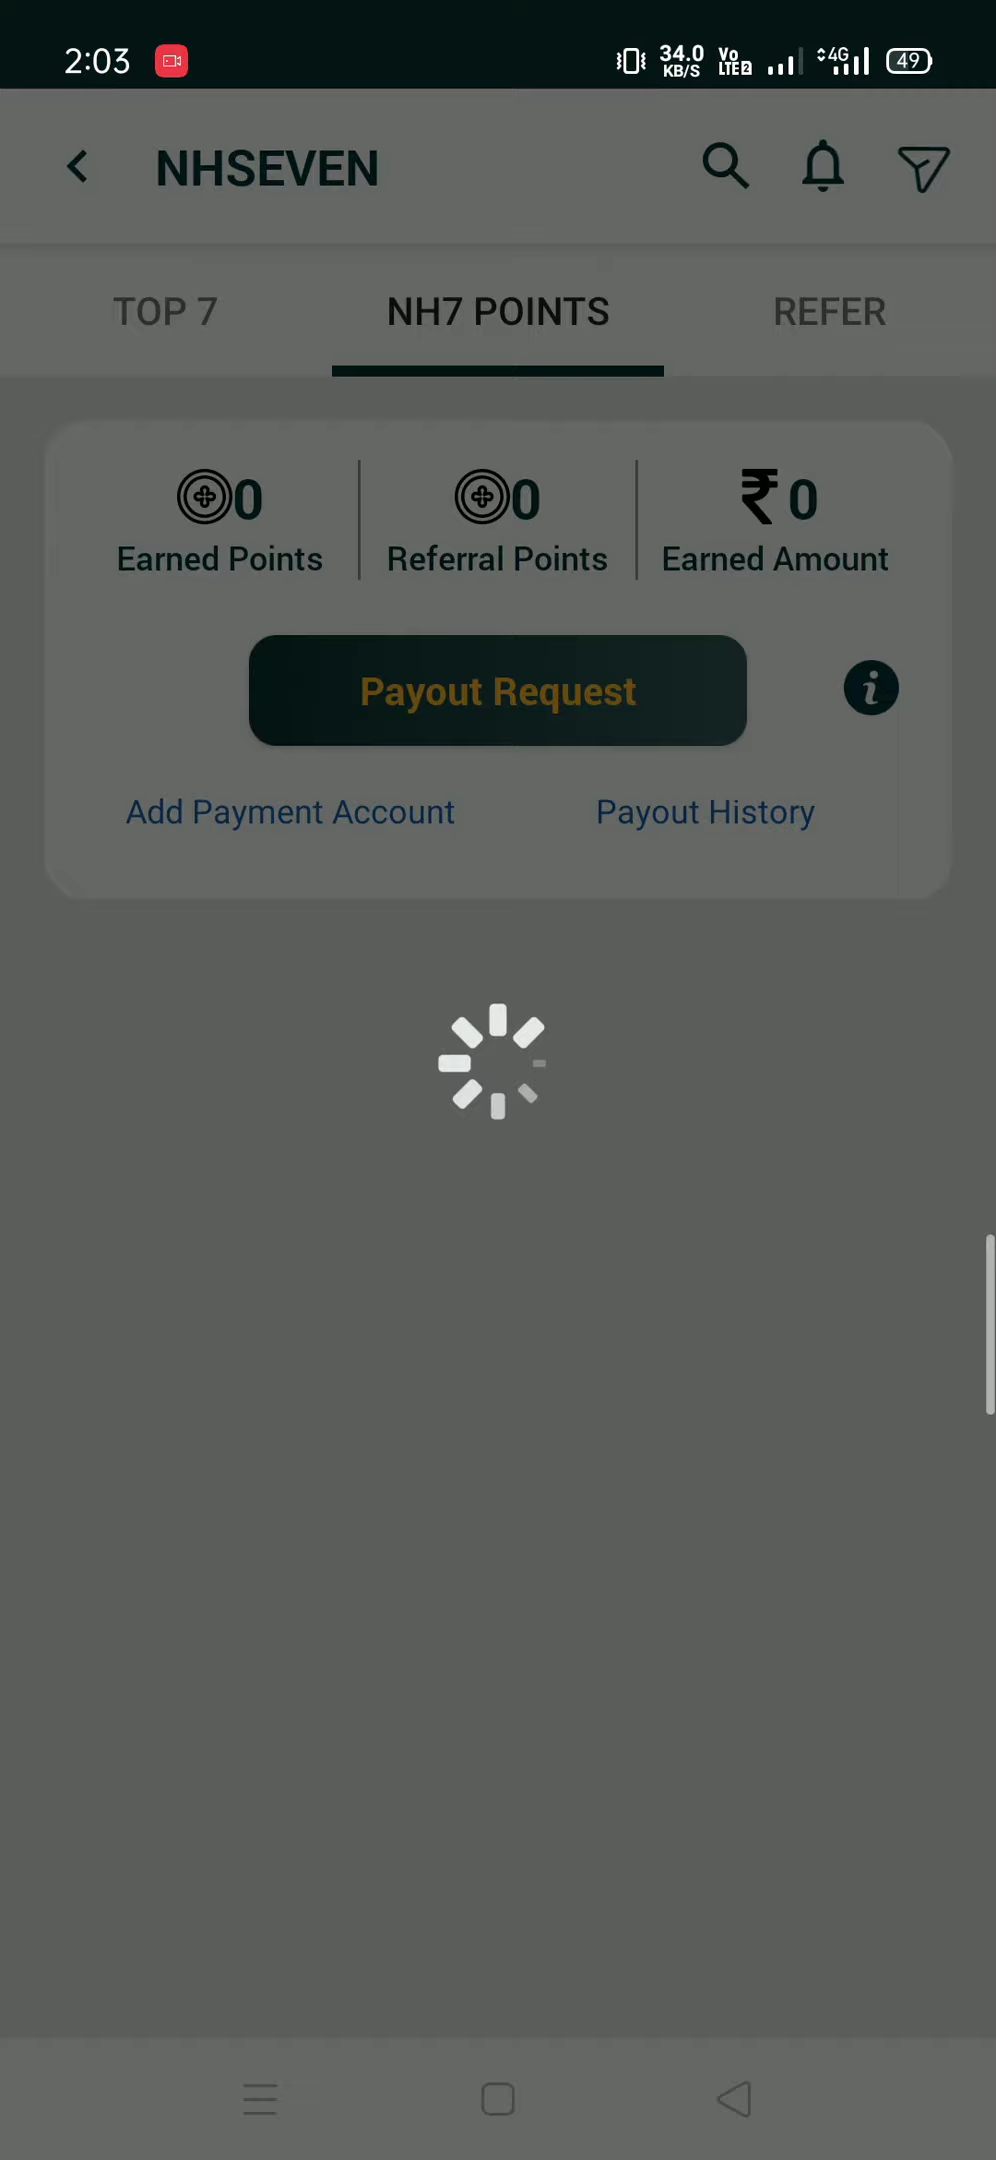 2:03
34.0
KB/S
Vo
LTE2
4G
49
NHSEVEN
TOP 7
NH7 POINTS
REFER
0
0
₹ 0
Earned Points
Referral Points
Earned Amount
Payout Request
i
Add Payment Account
Payout History